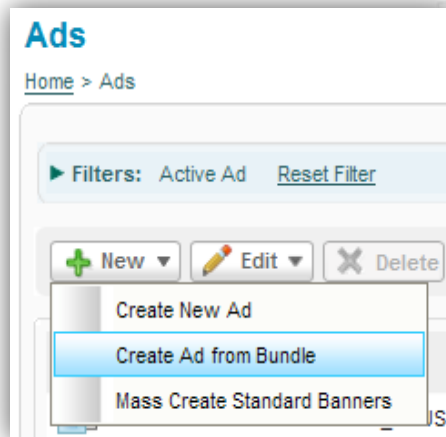 Ads
Home > Ads
Filters: Active Ad Reset Filter
New Edit Delete
Create New Ad
Create Ad from Bundle
Mass Create Standard Banners